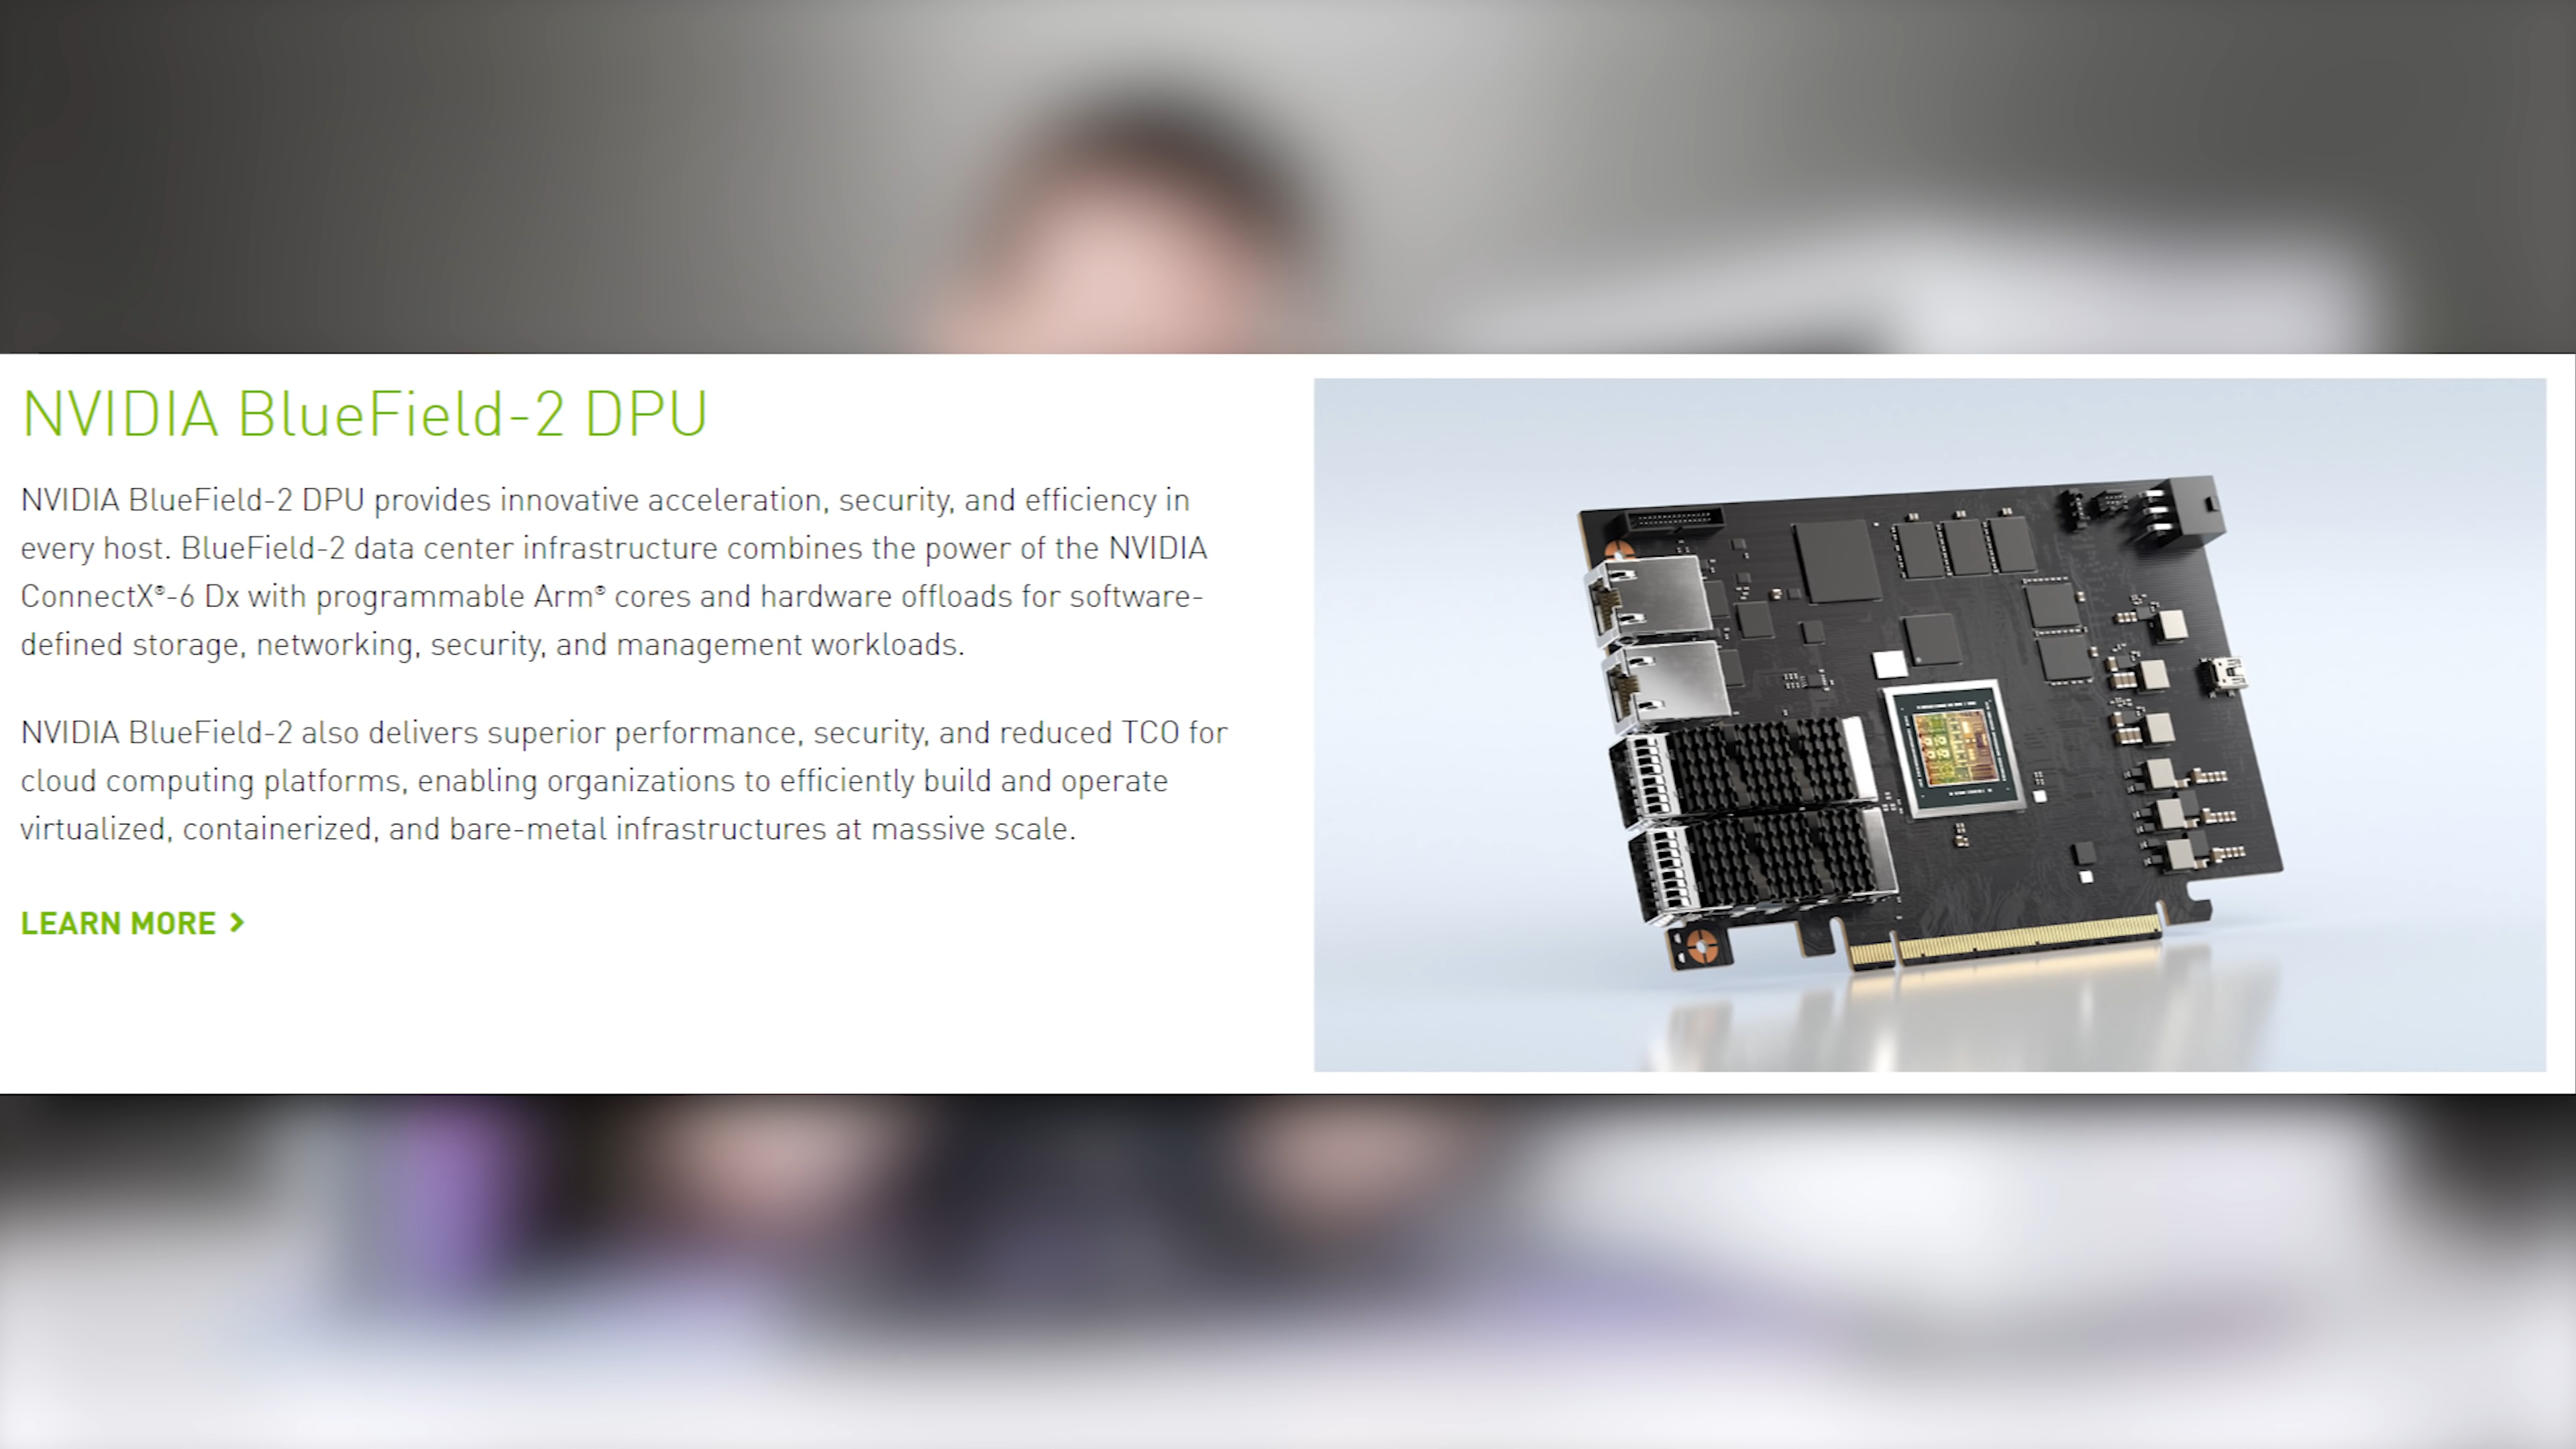 NVIDIA BlueField-2 DPU
NVIDIA BlueField-2 DPU provides innovative acceleration, security, and efficiency in
every host. BlueField-2 data center infrastructure combines the power of the NVIDIA
ConnectX®-6 Dx with programmable Arm® cores and hardware offloads for software-
defined storage, networking, security, and management workloads.
NVIDIA BlueField-2 also delivers superior performance, security, and reduced TCO for
cloud computing platforms, enabling organizations to efficiently build and operate
virtualized, containerized, and bare-metal infrastructures at massive scale.
LEARN MORE >